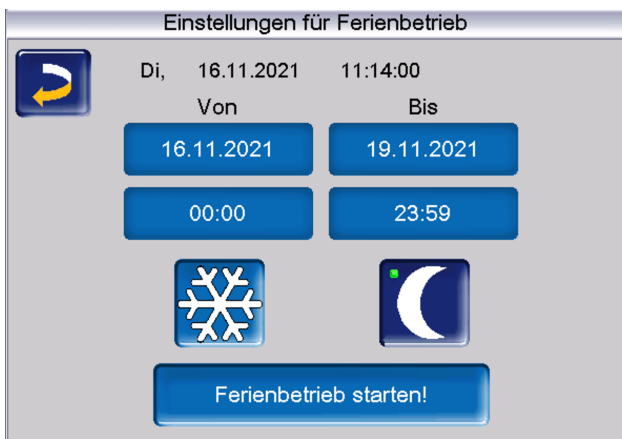 Einstellungen für Ferienbetrieb
Di, 16.11.2021 11:14:00
Von Bis
16.11.2021 19.11.2021
00:00 23:59
Ferienbetrieb starten!